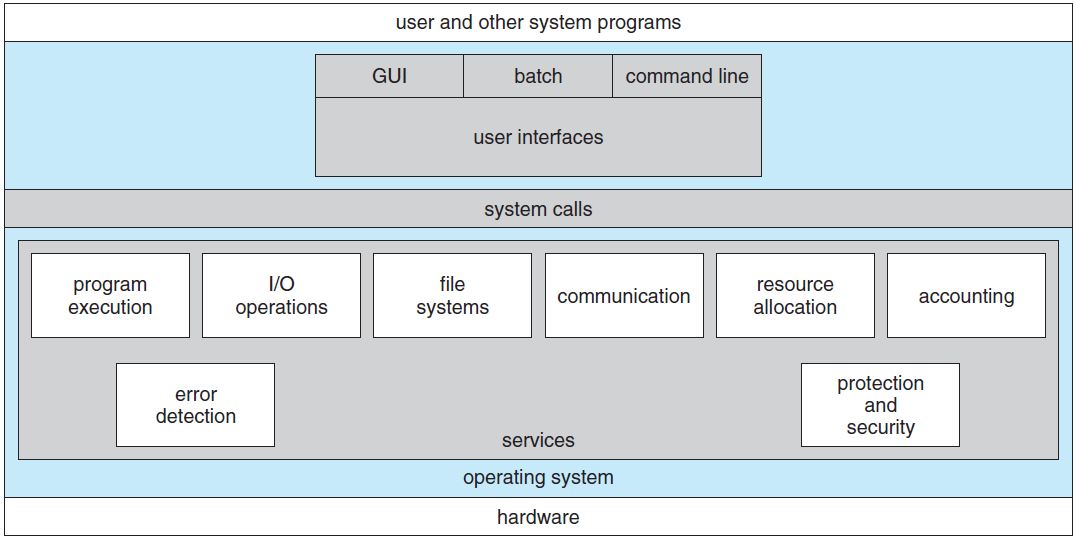 user and other system programs
GUI
batch
command line
user interfaces
system calls
program
execution
I/O
operations
file
systems
communication
resource
allocation
accounting
error
detection
protection
and
security
services
operating system
hardware